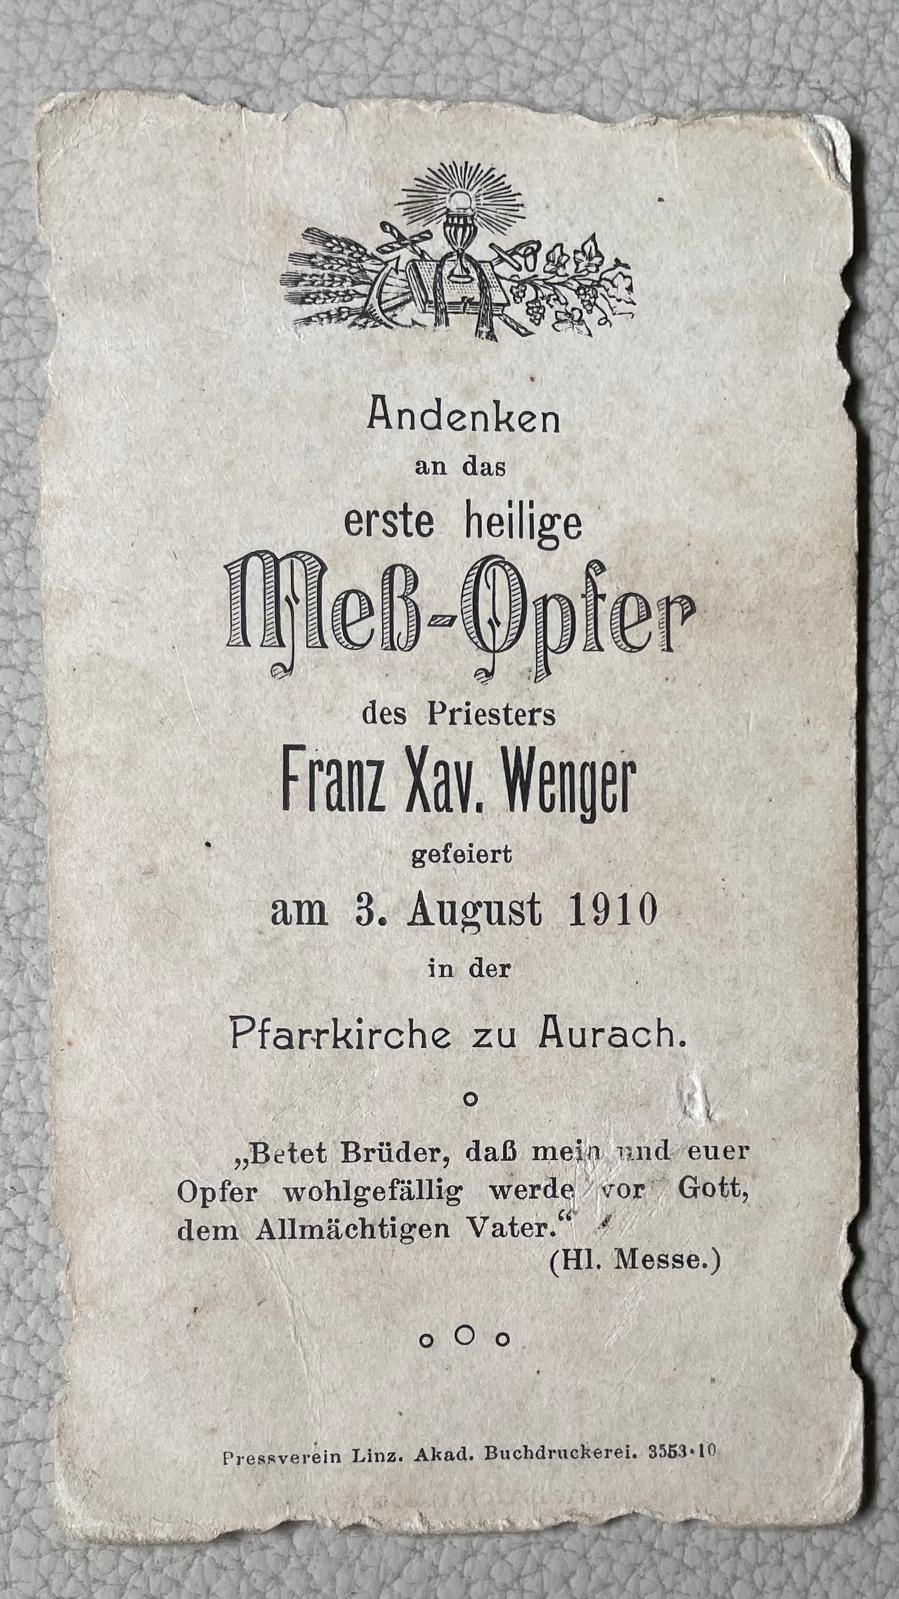 Andenken
an das
erste heilige
Meß-Opfer
des Priesters
Franz Xav. Wenger
gefeiert
am 3. August 1910
in der
Pfarrkirche zu Aurach.
„Betet Brüder, daß mein und euer
Opfer wohlgefällig werde vor Gott,
dem Allmächtigen Vater.“
(Hl. Messe.)
Pressverein Linz. Akad. Buchdruckerei. 3553·10